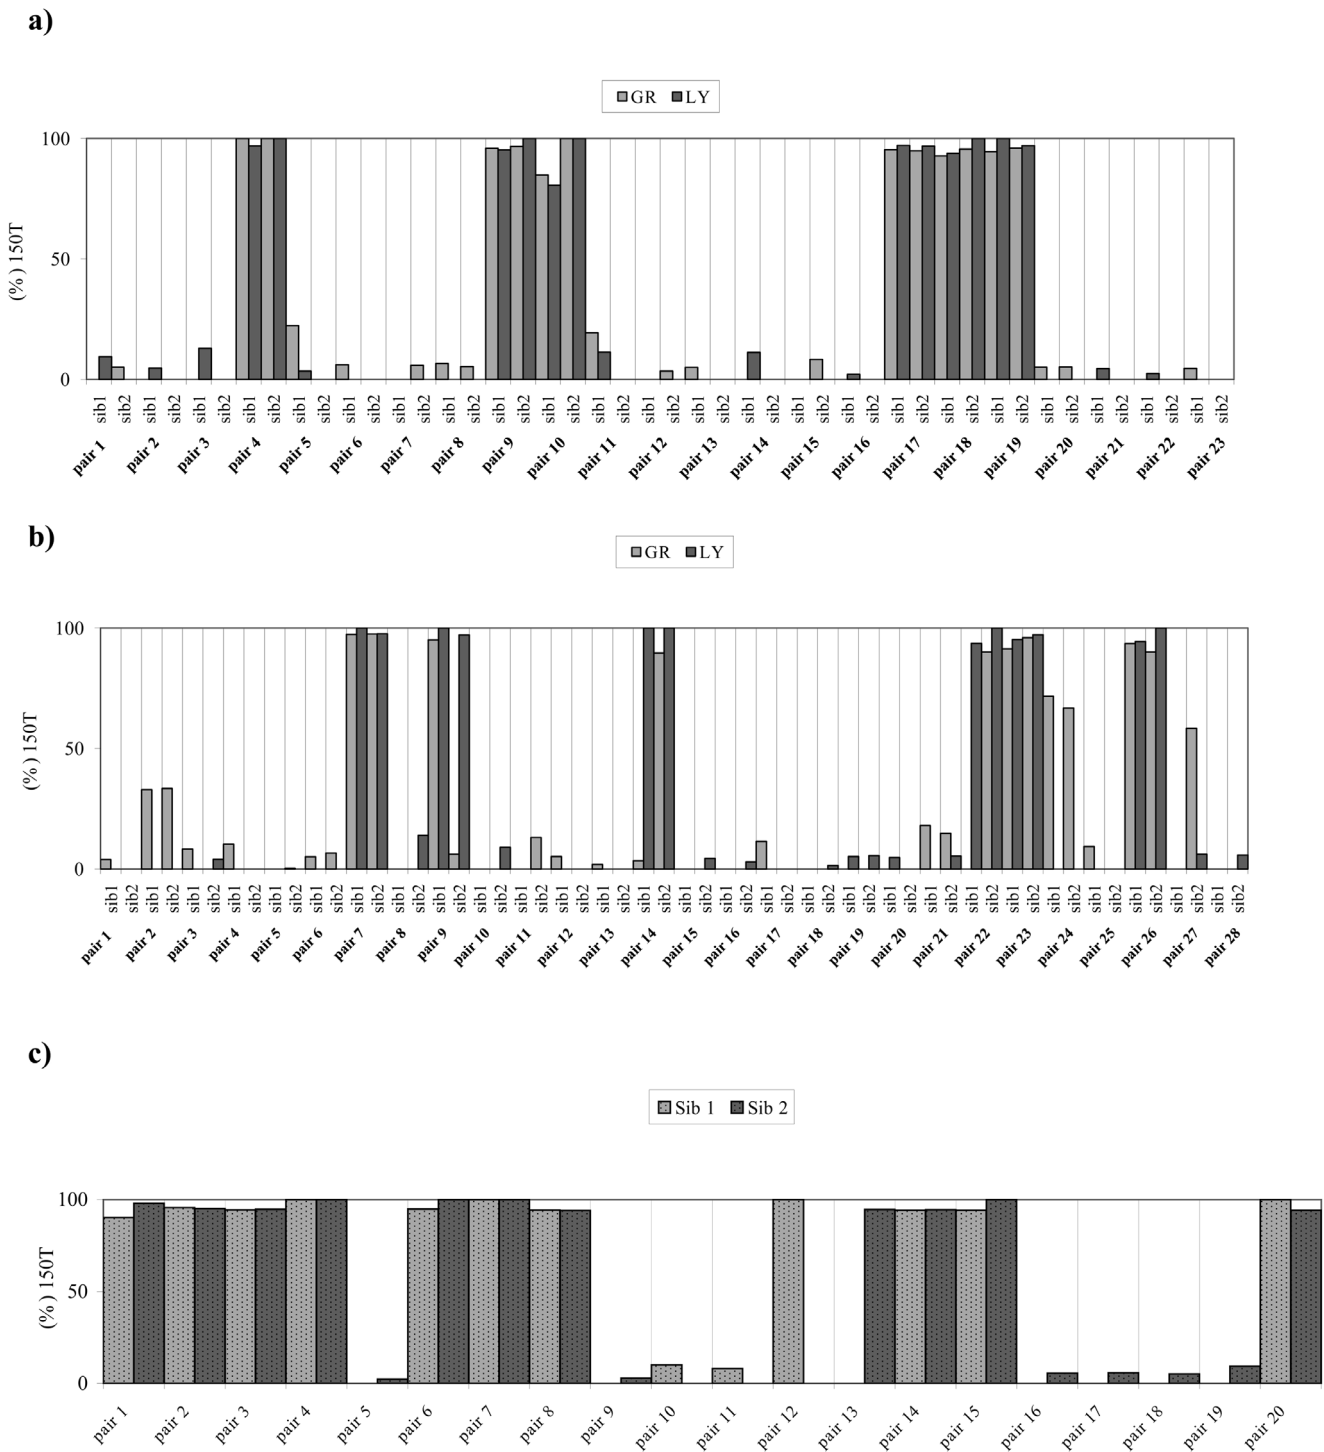 a)
GR LY
100
50
0
(%) 150T
sib1 sib2 sib1 sib2 sib1 sib2 sib1 sib2 sib1 sib2 sib1 sib2 sib1 sib2 sib1 sib2 sib1 sib2 sib1 sib2 sib1 sib2 sib1 sib2 sib1 sib2 sib1 sib2 sib1 sib2 sib1 sib2 sib1 sib2 sib1 sib2 sib1 sib2 sib1 sib2 sib1 sib2 sib1 sib2 sib1 sib2
pair 1 pair 2 pair 3 pair 4 pair 5 pair 6 pair 7 pair 8 pair 9 pair 10 pair 11 pair 12 pair 13 pair 14 pair 15 pair 16 pair 17 pair 18 pair 19 pair 20 pair 21 pair 22 pair 23
b)
GR LY
100
50
0
(%) 150T
sib1 sib2 sib1 sib2 sib1 sib2 sib1 sib2 sib1 sib2 sib1 sib2 sib1 sib2 sib1 sib2 sib1 sib2 sib1 sib2 sib1 sib2 sib1 sib2 sib1 sib2 sib1 sib2 sib1 sib2 sib1 sib2 sib1 sib2 sib1 sib2 sib1 sib2 sib1 sib2 sib1 sib2 sib1 sib2 sib1 sib2 sib1 sib2 sib1 sib2 sib1 sib2 sib1 sib2 sib1 sib2
pair 1 pair 2 pair 3 pair 4 pair 5 pair 6 pair 7 pair 8 pair 9 pair 10 pair 11 pair 12 pair 13 pair 14 pair 15 pair 16 pair 17 pair 18 pair 19 pair 20 pair 21 pair 22 pair 23 pair 24 pair 25 pair 26 pair 27 pair 28
c)
Sib 1 Sib 2
100
50
0
(%) 150T
pair 1 pair 2 pair 3 pair 4 pair 5 pair 6 pair 7 pair 8 pair 9 pair 10 pair 11 pair 12 pair 13 pair 14 pair 15 pair 16 pair 17 pair 18 pair 19 pair 20